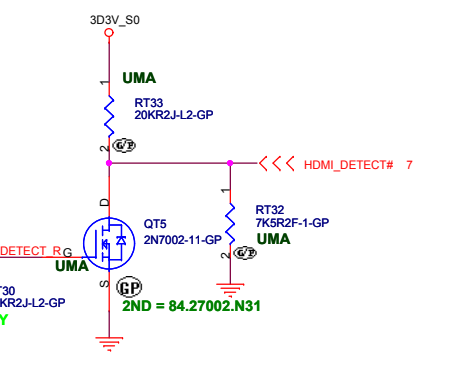 3D3V_S0
1
UMA
RT33
20KR2J-L2-GP
2
G/P
HDMI_DETECT# 7
D
1
RT32
7K5R2F-1-GP
UMA
2
G/P
QT5
2N7002-11-GP
DETECT_R
G
UMA
S
GP
T30
KR2J-L2-GP
Y
2ND = 84.27002.N31